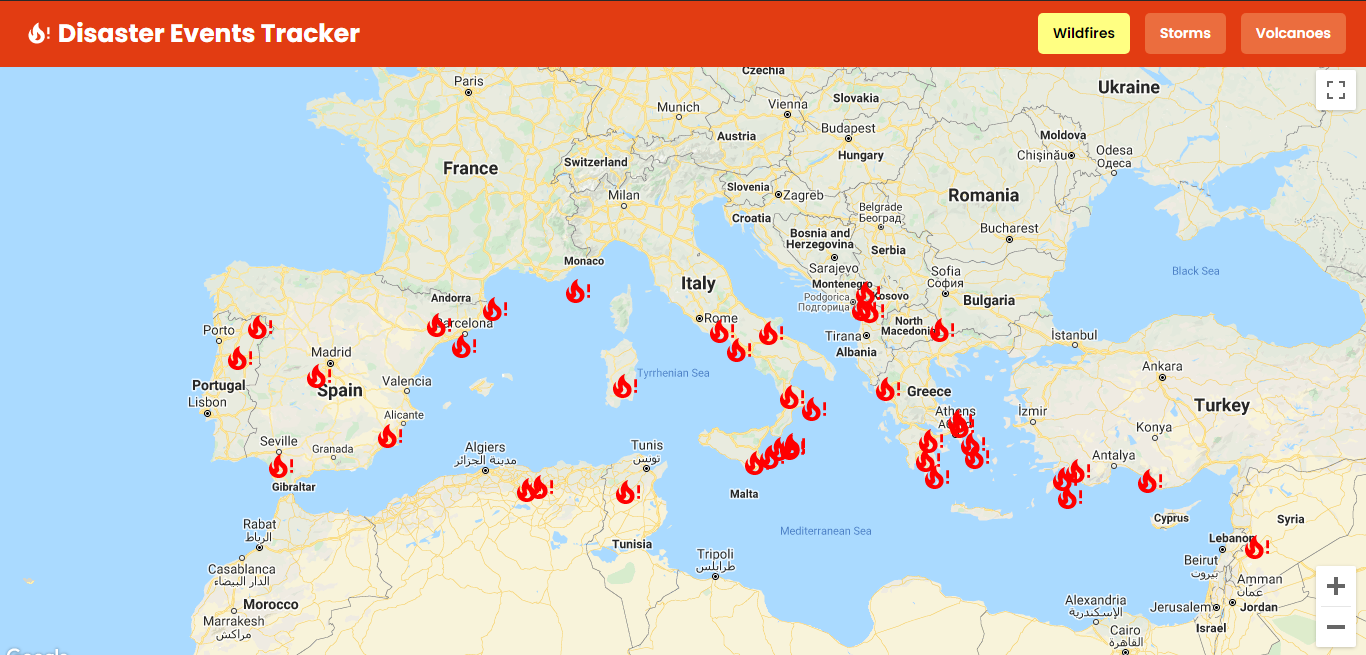 Disaster Events Tracker
Wildfires
Storms
Volcanoes
Czechia
Paris
Ukraine
Slovakia
Munich
Vienna
Austria
Budapest
Moldova
Hungary
Chișinău
Odesa
Одеса
France
Switzerland
Slovenia
Zagreb
Milan
Romania
Croatia
Belgrade
Београд
Bucharest
Bosnia and
Herzegovina
Serbia
Monaco
Sarajevo
Sofia
София
Black Sea
Italy
Montenegro
Andorra
Podgorica
Подгорица
Kosovo
Bulgaria
Barcelona
Rome
North
Macedonia
Porto
Tirana
İstanbul
Madrid
Albania
Ankara
Tyrrhenian Sea
Valencia
Portugal
Spain
Greece
Lisbon
Turkey
Alicante
Athens
İzmir
Konya
Seville
Granada
Algiers
مدينة الجزائر
Tunis
تونس
Antalya
Gibraltar
Malta
Cyprus
Syria
Rabat
الرباط
Mediterranean Sea
Tunisia
Lebanon
Tripoli
طرابلس
Beirut
بيروت
Casablanca
الدار البيضاء
Amman
عمّان
Morocco
Alexandria
الإسكندرية
Jerusalem
Jordan
Marrakesh
مراكش
Cairo
القاهرة
Israel
Google